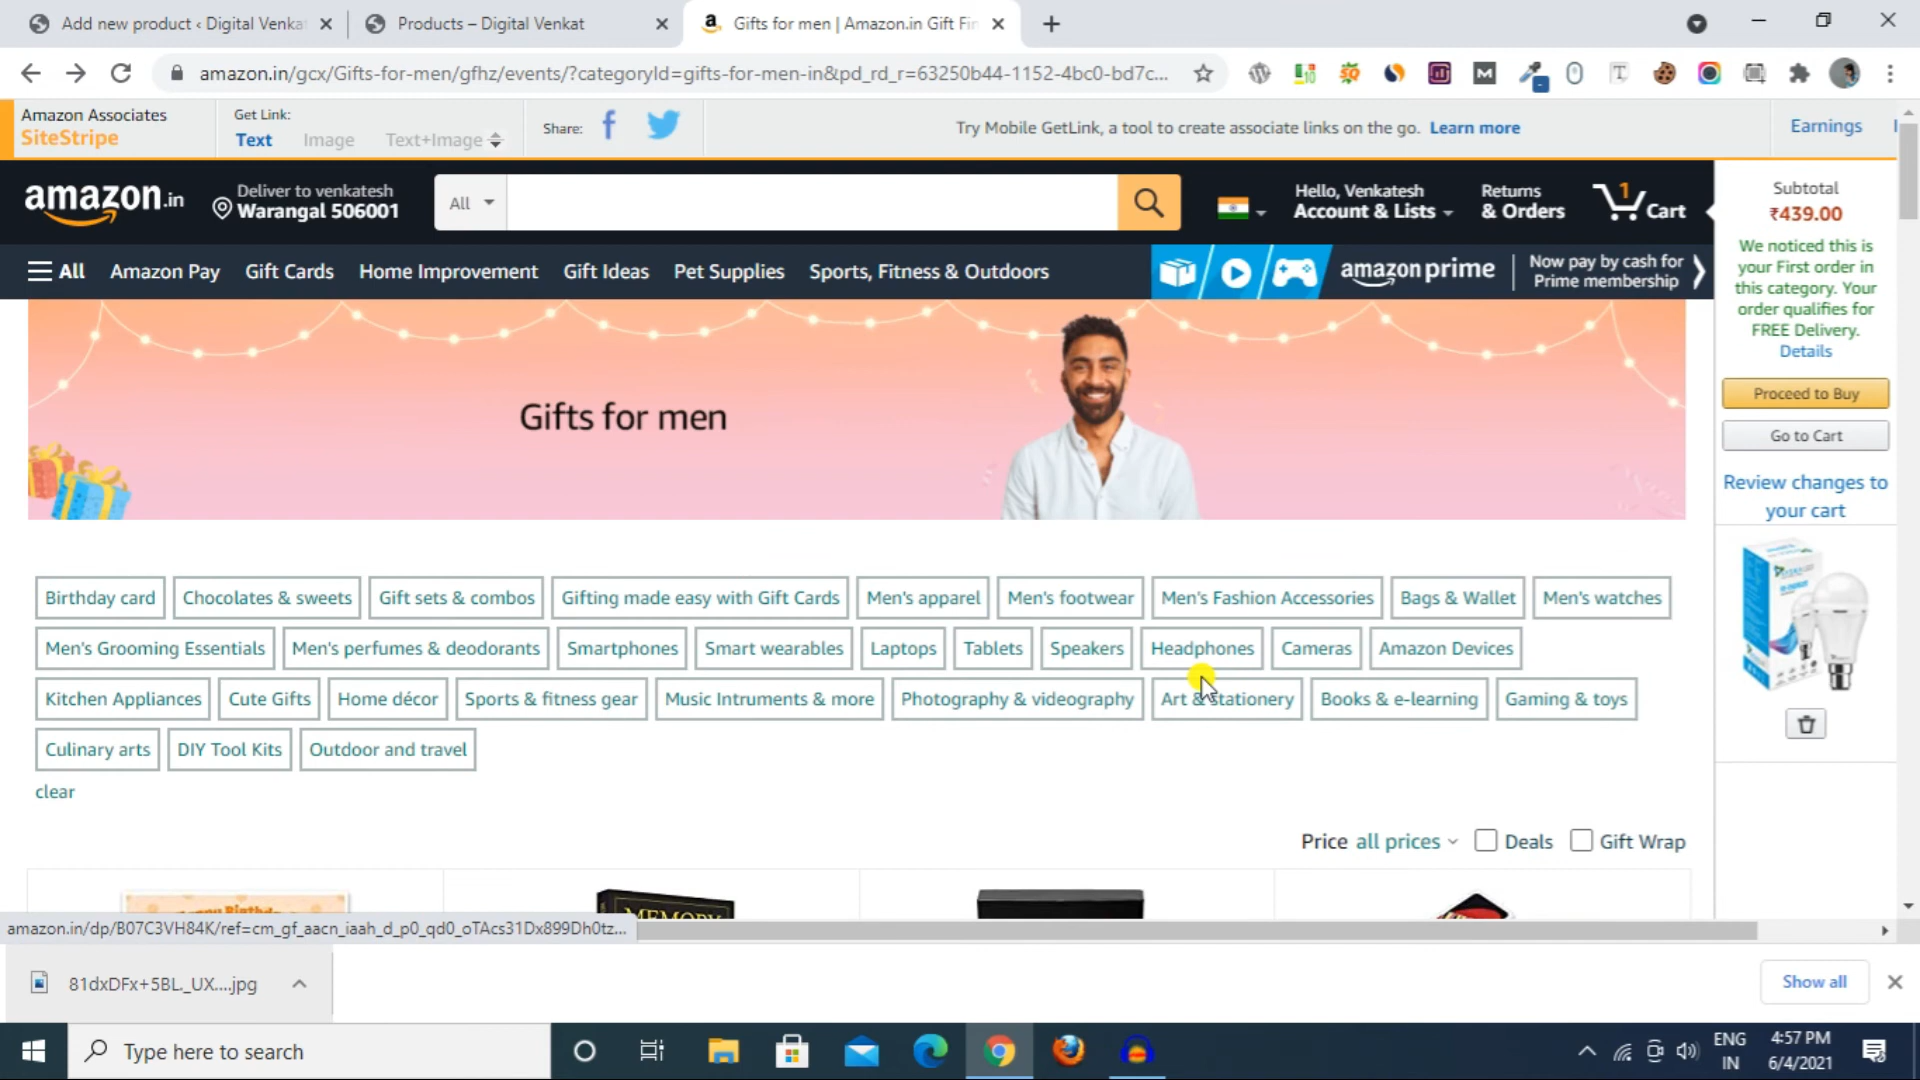 Add new product ‹ Digital Venka
Products – Digital Venkat
Gifts for men | Amazon.in Gift Fin
amazon.in/gcx/Gifts-for-men/gfhz/events/?categoryId=gifts-for-men-in&pd_rd_r=63250b44-1152-4bc0-bd7c...
Amazon Associates
SiteStripe
Get Link:
Text Image Text+Image
Share:
Try Mobile GetLink, a tool to create associate links on the go. Learn more
Earnings
amazon.in
Deliver to venkatesh
Warangal 506001
All
Hello, Venkatesh
Account & Lists
Returns
& Orders
1
Cart
All Amazon Pay Gift Cards Home Improvement Gift Ideas Pet Supplies Sports, Fitness & Outdoors
amazon prime
Now pay by cash for
Prime membership
Subtotal
₹439.00
We noticed this is
your First order in
this category. Your
order qualifies for
FREE Delivery.
Details
Proceed to Buy
Go to Cart
Review changes to
your cart
Gifts for men
Birthday card Chocolates & sweets Gift sets & combos Gifting made easy with Gift Cards Men's apparel Men's footwear Men's Fashion Accessories Bags & Wallet Men's watches
Men's Grooming Essentials Men's perfumes & deodorants Smartphones Smart wearables Laptops Tablets Speakers Headphones Cameras Amazon Devices
Kitchen Appliances Cute Gifts Home décor Sports & fitness gear Music Intruments & more Photography & videography Art & stationery Books & e-learning Gaming & toys
Culinary arts DIY Tool Kits Outdoor and travel
clear
Price all prices Deals Gift Wrap
Happy Birthday
MEMORY
amazon.in/dp/B07C3VH84K/ref=cm_gf_aacn_iaah_d_p0_qd0_oTAcs31Dx899Dh0tz...
81dxDFx+5BL._UX....jpg
Show all
Type here to search
ENG
IN
4:57 PM
6/4/2021